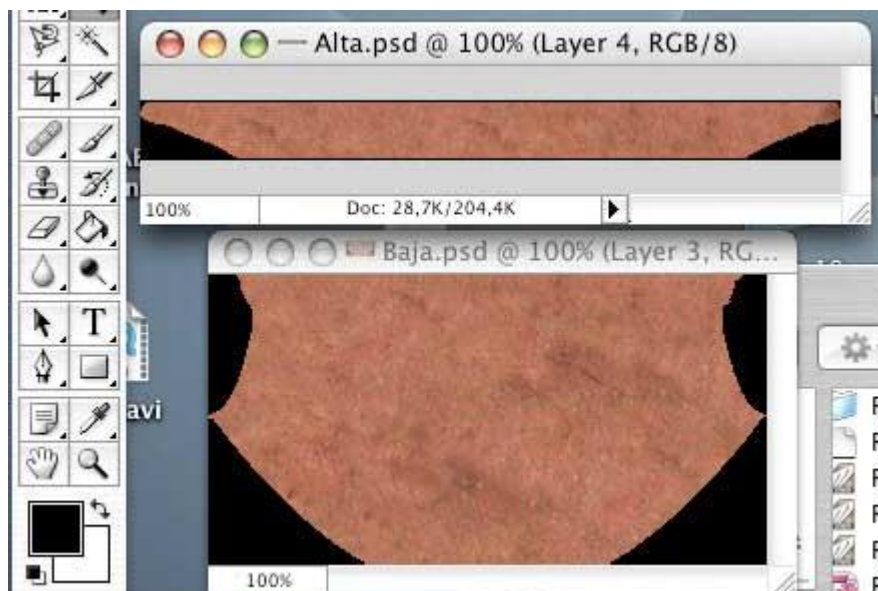 Alta.psd @ 100% (Layer 4, RGB/8)
100%
Doc: 28,7K/204,4K
Baja.psd @ 100% (Layer 3, RG...
T
avi
100%